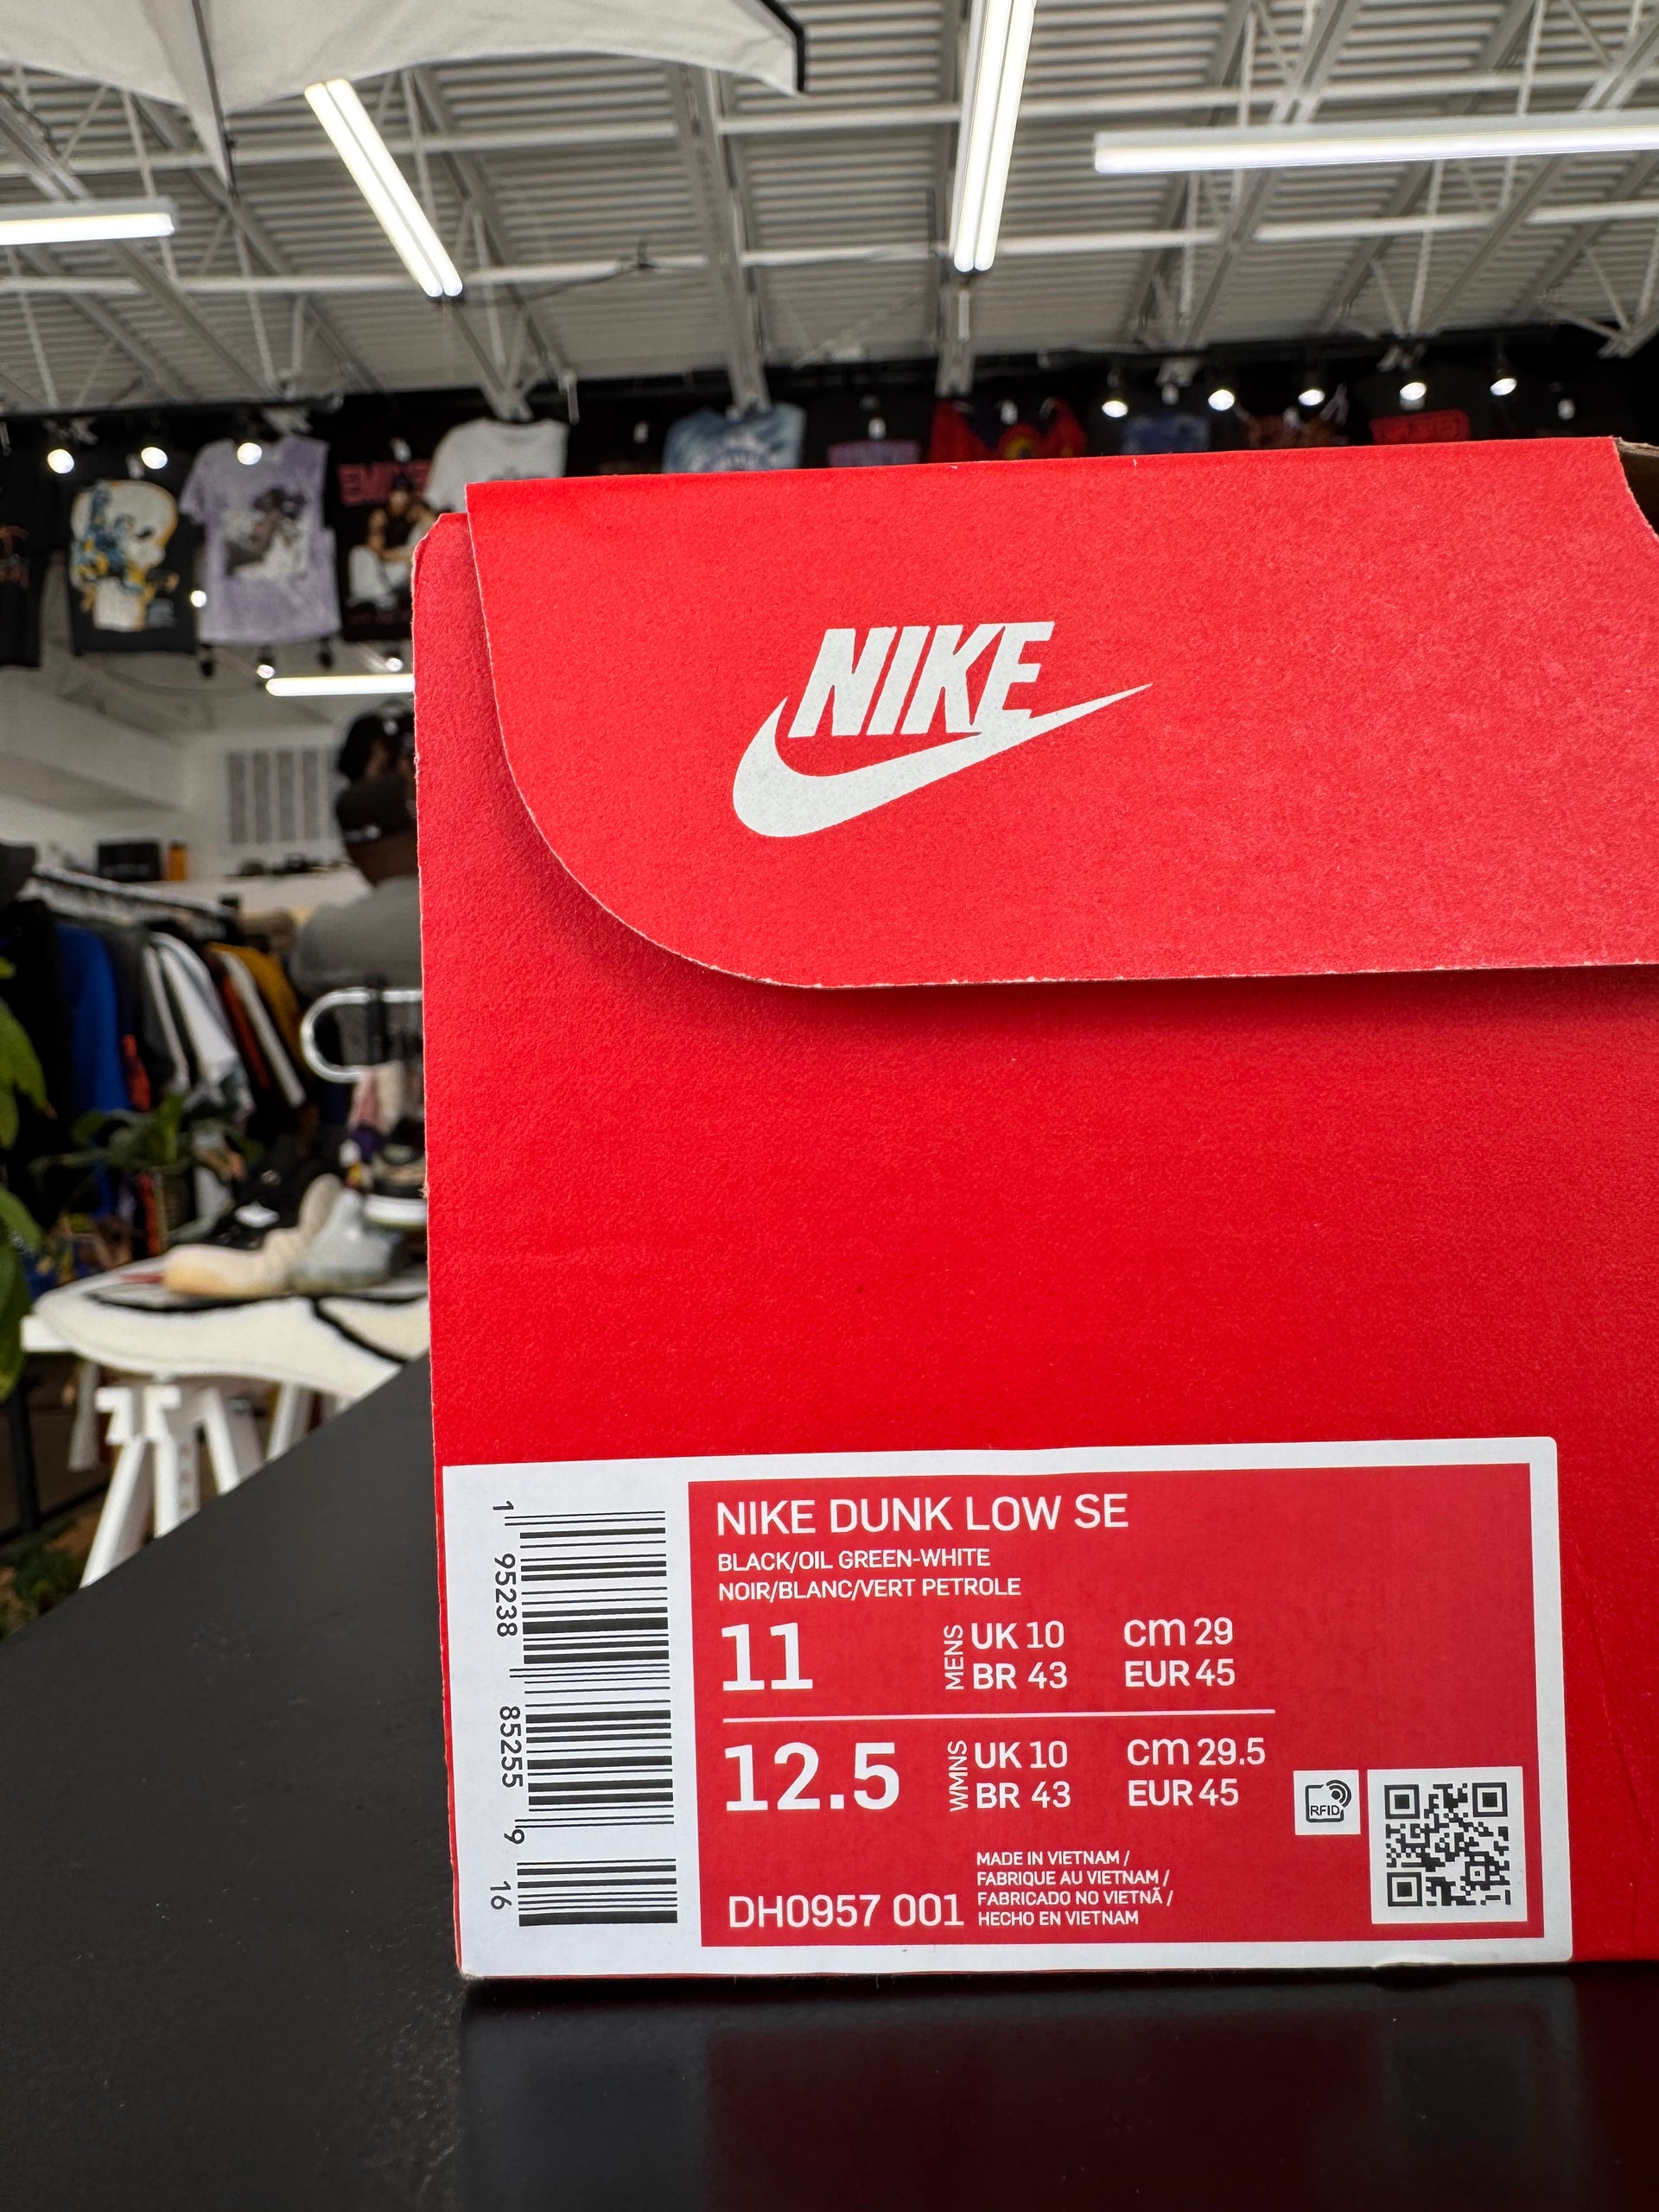 NIKE
NIKE DUNK LOW SE
BLACK/OIL GREEN-WHITE
NOIR/BLANC/VERT PETROLE
11 MENS UK 10 cm 29
BR 43 EUR 45
12.5 WMNS UK 10 cm 29.5
BR 43 EUR 45
RFID
MADE IN VIETNAM /
FABRIQUE AU VIETNAM /
FABRICADO NO VIETNÃ /
HECHO EN VIETNAM
DH0957 001
1 95238 85255 9 16